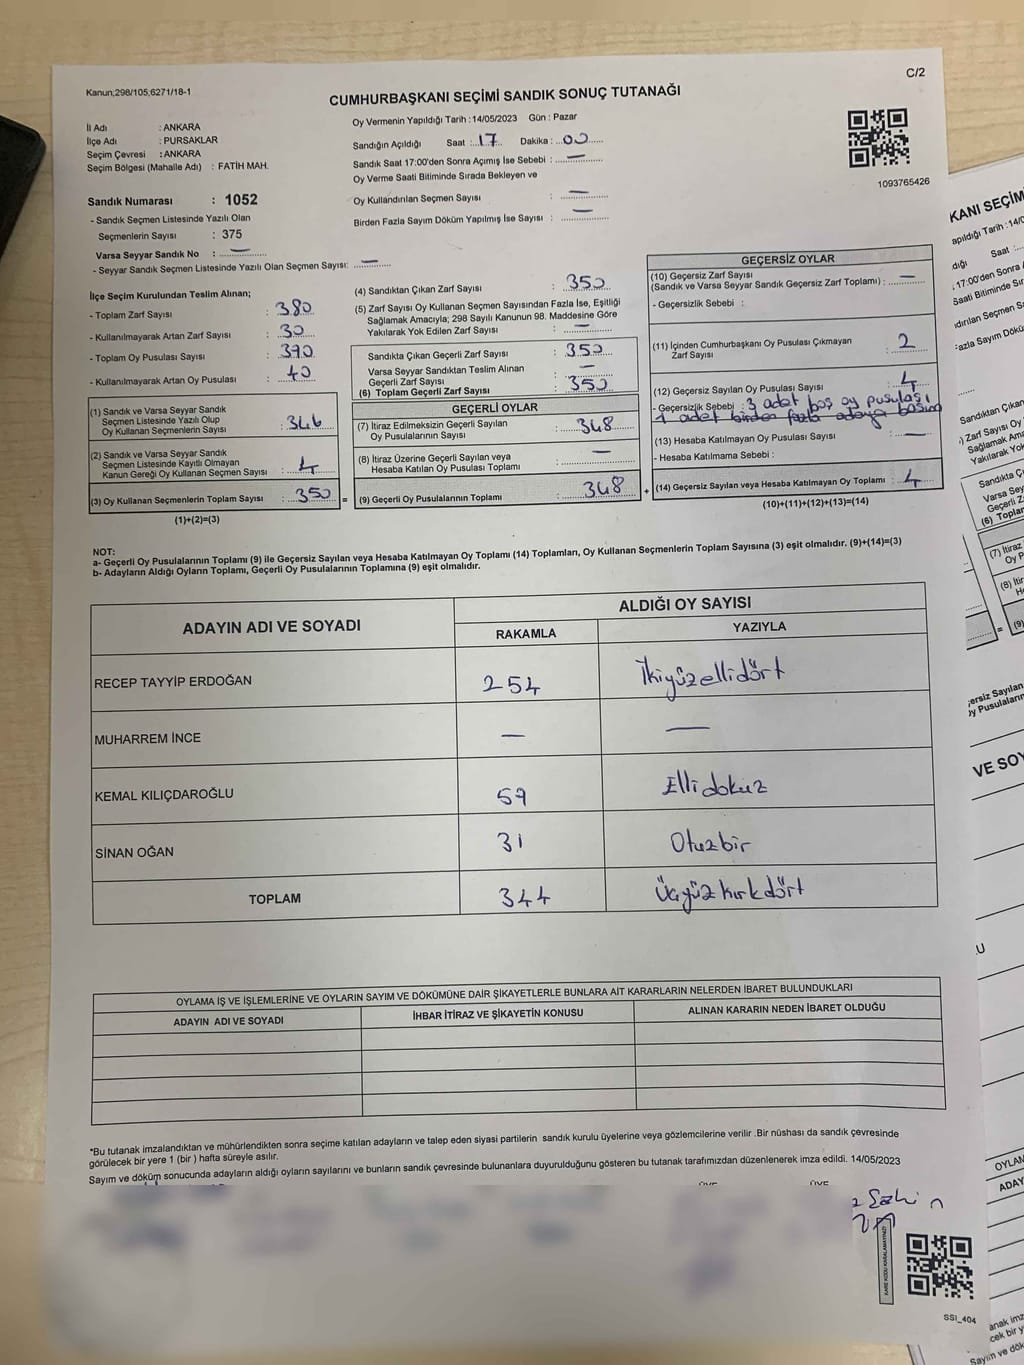 C/2
Kanun;298/105,6271/18-1
CUMHURBAŞKANI SEÇİMİ SANDIK SONUÇ TUTANAĞI
İl Adı : ANKARA
İlçe Adı : PURSAKLAR
Seçim Çevresi : ANKARA
Seçim Bölgesi (Mahalle Adı) : FATİH MAH.
Sandık Numarası : 1052
- Sandık Seçmen Listesinde Yazılı Olan
Seçmenlerin Sayısı : 375
Varsa Seyyar Sandık No : —
- Seyyar Sandık Seçmen Listesinde Yazılı Olan Seçmen Sayısı: —
Oy Vermenin Yapıldığı Tarih :14/05/2023 Gün : Pazar
Sandığın Açıldığı Saat : 17 Dakika : 00
Sandık Saat 17:00'den Sonra Açımış İse Sebebi : —
Oy Verme Saati Bitiminde Sırada Bekleyen ve
Oy Kullandırılan Seçmen Sayısı : —
Birden Fazla Sayım Döküm Yapılmış İse Sayısı : —
1093765426
İlçe Seçim Kurulundan Teslim Alınan;
- Toplam Zarf Sayısı : 380
- Kullanılmayarak Artan Zarf Sayısı : 30
- Toplam Oy Pusulası Sayısı : 390
- Kullanılmayarak Artan Oy Pusulası : 40
(1) Sandık ve Varsa Seyyar Sandık
Seçmen Listesinde Yazılı Olup
Oy Kullanan Seçmenlerin Sayısı : 346
(2) Sandık ve Varsa Seyyar Sandık
Seçmen Listesinde Kayıtlı Olmayan
Kanun Gereği Oy Kullanan Seçmen Sayısı : 4
(3) Oy Kullanan Seçmenlerin Toplam Sayısı : 350 =
(1)+(2)=(3)
(4) Sandıktan Çıkan Zarf Sayısı : 350
(5) Zarf Sayısı Oy Kullanan Seçmen Sayısından Fazla İse, Eşitliği
Sağlamak Amacıyla; 298 Sayılı Kanunun 98. Maddesine Göre
Yakılarak Yok Edilen Zarf Sayısı : —
Sandıkta Çıkan Geçerli Zarf Sayısı : 350
Varsa Seyyar Sandıktan Teslim Alınan
Geçerli Zarf Sayısı : —
(6) Toplam Geçerli Zarf Sayısı : 350
GEÇERLİ OYLAR
(7) İtiraz Edilmeksizin Geçerli Sayılan
Oy Pusulalarının Sayısı : 348
(8) İtiraz Üzerine Geçerli Sayılan veya
Hesaba Katılan Oy Pusulası Toplamı : —
(9) Geçerli Oy Pusulalarının Toplamı : 348 +
GEÇERSİZ OYLAR
(10) Geçersiz Zarf Sayısı
(Sandık ve Varsa Seyyar Sandık Geçersiz Zarf Toplamı) : —
- Geçersizlik Sebebi :
(11) İçinden Cumhurbaşkanı Oy Pusulası Çıkmayan
Zarf Sayısı : 2
(12) Geçersiz Sayılan Oy Pusulası Sayısı : 4
- Geçersizlik Sebebi : 3 adet boş oy pusulası
1 adet birden fazla adaya basım
(13) Hesaba Katılmayan Oy Pusulası Sayısı : —
- Hesaba Katılmama Sebebi :
(14) Geçersiz Sayılan veya Hesaba Katılmayan Oy Toplamı : 4
(10)+(11)+(12)+(13)=(14)
NOT:
a- Geçerli Oy Pusulalarının Toplamı (9) ile Geçersiz Sayılan veya Hesaba Katılmayan Oy Toplamı (14) Toplamları, Oy Kullanan Seçmenlerin Toplam Sayısına (3) eşit olmalıdır. (9)+(14)=(3)
b- Adayların Aldığı Oyların Toplamı, Geçerli Oy Pusulalarının Toplamına (9) eşit olmalıdır.
ADAYIN ADI VE SOYADI
ALDIĞI OY SAYISI
RAKAMLA YAZIYLA
RECEP TAYYİP ERDOĞAN 254 İkiyüzellidört
MUHARREM İNCE — —
KEMAL KILIÇDAROĞLU 59 Elli dokuz
SİNAN OĞAN 31 Otuzbir
TOPLAM 344 Üçyüz kırk dört
OYLAMA İŞ VE İŞLEMLERİNE VE OYLARIN SAYIM VE DÖKÜMÜNE DAİR ŞİKAYETLERLE BUNLARA AİT KARARLARIN NELERDEN İBARET BULUNDUKLARI
ADAYIN ADI VE SOYADI İHBAR İTİRAZ VE ŞİKAYETİN KONUSU ALINAN KARARIN NEDEN İBARET OLDUĞU
*Bu tutanak imzalandıktan ve mühürlendikten sonra seçime katılan adayların ve talep eden siyasi partilerin sandık kurulu üyelerine veya gözlemcilerine verilir .Bir nüshası da sandık çevresinde
görülecek bir yere 1 (bir ) hafta süreyle asılır.
Sayım ve döküm sonucunda adayların aldığı oyların sayılarını ve bunların sandık çevresinde bulunanlara duyurulduğunu gösteren bu tutanak tarafımızdan düzenlenerek imza edildi. 14/05/2023
KARE KODU KARALAMAYINIZ!
SSİ_404